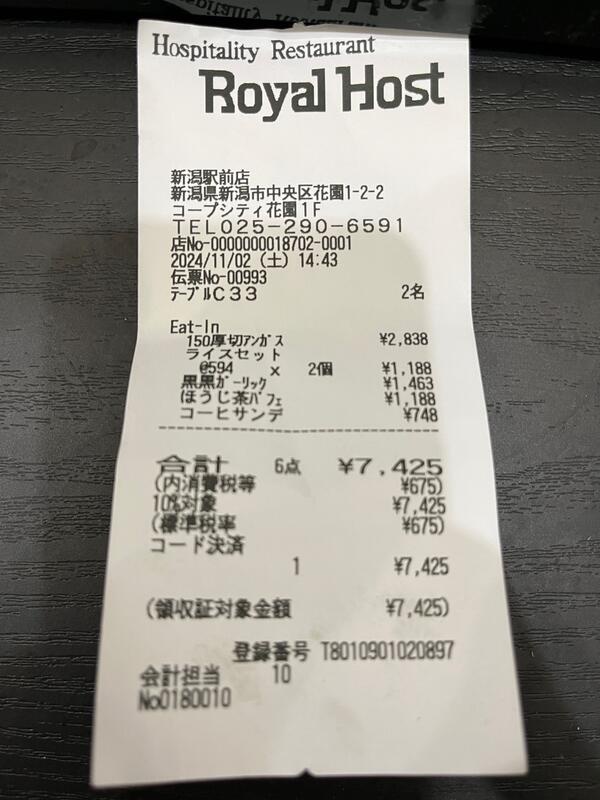 Hospitality Restaurant
Royal Host
新潟駅前店
新潟県新潟市中央区花園1-2-2
コープシティ花園1F
TEL025-290-6591
店No-0000000018702-0001
2024/11/02 (土) 14:43
伝票No-00993
ﾃｰﾌﾞﾙC33 2名
Eat-In
150厚切ｱﾝｶﾞｽ ¥2,838
ライスセット
@594 x 2個 ¥1,188
黒黒ｶﾞｰﾘｯｸ ¥1,463
ほうじ茶ﾊﾟﾌｪ ¥1,188
コーヒサンデ ¥748
合計 6点 ¥7,425
(内消費税等 ¥675)
10%対象 ¥7,425
(標準税率 ¥675)
コード決済
1 ¥7,425
(領収証対象金額 ¥7,425)
登録番号 T8010901020897
会計担当 10
No0180010